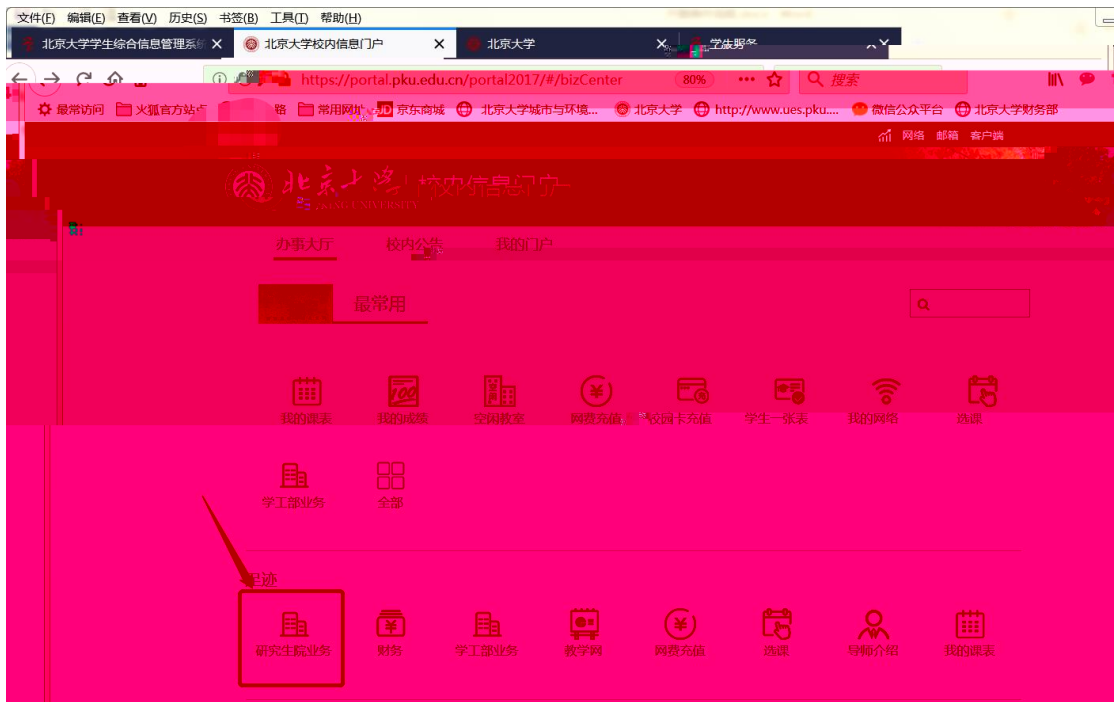 文件(F) 编辑(E) 查看(V) 历史(S) 书签(B) 工具(T) 帮助(H)
北京大学学生综合信息管理系统 北京大学校内信息门户 北京大学
https://portal.pku.edu.cn/portal2017/#/bizCenter 80% 搜索
最常访问 火狐官方站点 常用网址 JD 京东商城 北京大学城市与环境... 北京大学 http://www.ues.pku.... 微信公众平台 北京大学财务部
网络 邮箱 客户端
北京大学 校内信息门户
办事大厅 校内公告 我的门户
最常用
我的课表 我的成绩 空闲教室 网费充值 校园卡充值 学生一张表 我的网络 选课
学工部业务 全部
足迹
研究生院业务 财务 学工部业务 教学网 网费充值 选课 导师介绍 我的课表